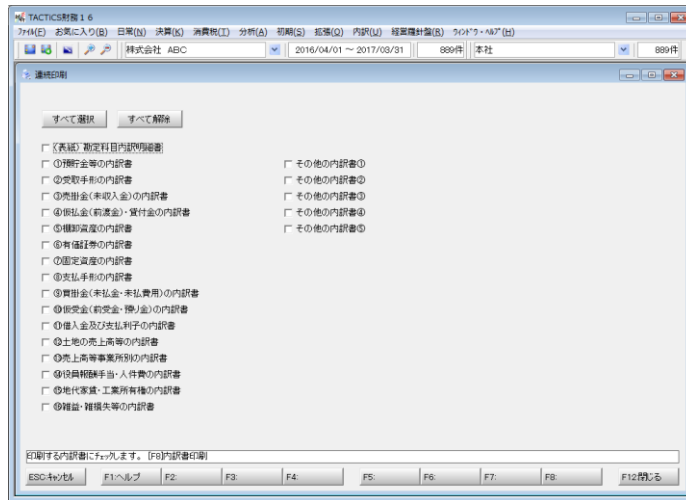 TACTICS財務16
ファイル(F) お気に入り(B) 日常(N) 決算(K) 消費税(T) 分析(A) 初期(S) 拡張(Q) 内訳(U) 経営羅針盤(R) ウィンドウ・ヘルプ(H)
株式会社 ABC 2016/04/01 ~ 2017/03/31 889件 本社 889件
連続印刷
すべて選択 すべて解除
(表紙) 勘定科目内訳明細書
①預貯金等の内訳書 その他の内訳書①
②受取手形の内訳書 その他の内訳書②
③売掛金(未収入金)の内訳書 その他の内訳書③
④仮払金(前渡金)・貸付金の内訳書 その他の内訳書④
⑤棚卸資産の内訳書 その他の内訳書⑤
⑥有価証券の内訳書
⑦固定資産の内訳書
⑧支払手形の内訳書
⑨買掛金(未払金・未払費用)の内訳書
⑩仮受金(前受金・預り金)の内訳書
⑪借入金及び支払利子の内訳書
⑫土地の売上高等の内訳書
⑬売上高等事業所別の内訳書
⑭役員報酬手当・人件費の内訳書
⑮地代家賃・工業所有権の内訳書
⑯雑益・雑損失等の内訳書
印刷する内訳書にチェックします。 [F8]内訳書印刷
ESC:キャンセル F1:ヘルプ F2: F3: F4: F5: F6: F7: F8: F12:閉じる